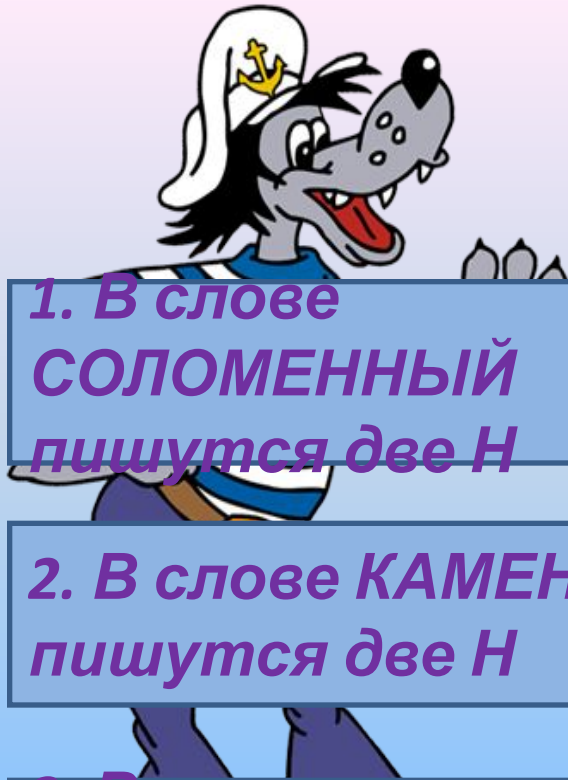 1. В слове
СОЛОМЕННЫЙ
пишутся две Н
2. В слове
пишутся две Н